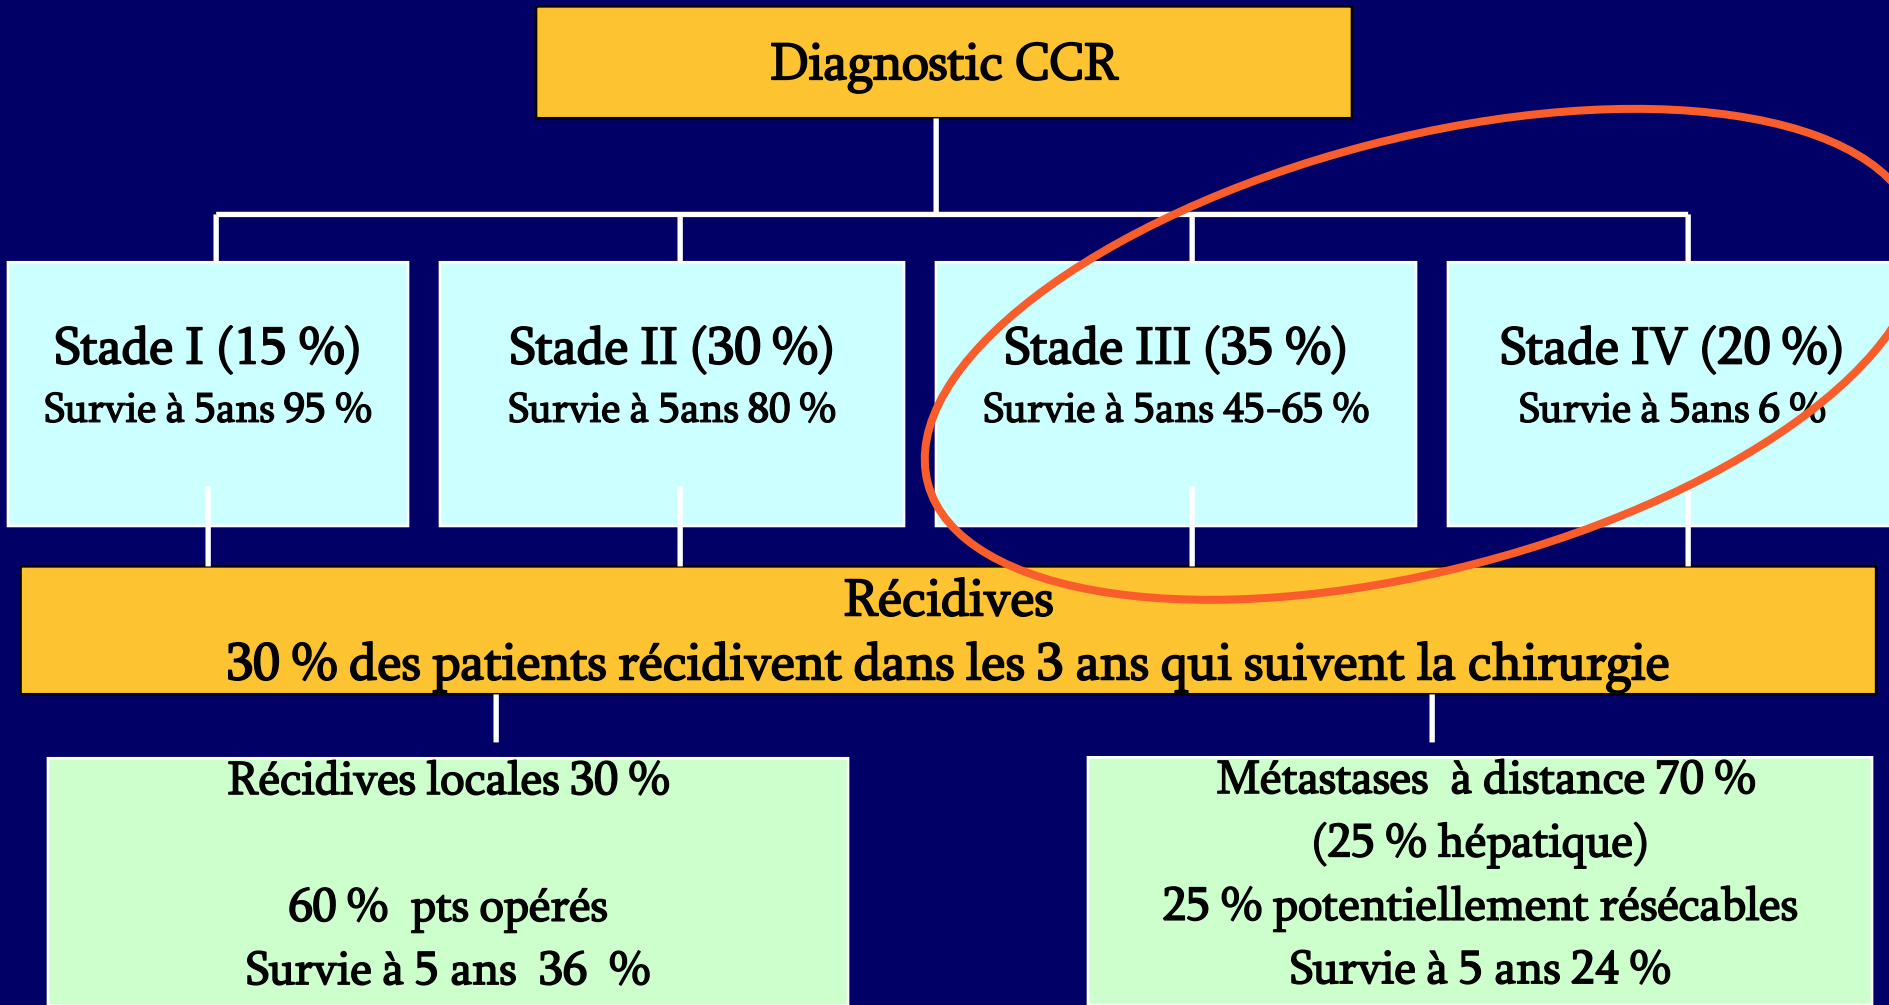 Diagnostic CCR
Stade I (15 %)
Survie à 5ans 95 %
Stade II (30 %)
Survie à 5ans 80 %
Stade III (35 %)
Survie à 5ans 45-65 %
Stade IV (20 %)
Survie à 5ans 6 %
Récidives
30 % des patients récidivent dans les 3 ans qui suivent la chirurgie
Récidives locales 30 %
60 % pts opérés
Survie à 5 ans 36 %
Métastases à distance 70 %
(25 % hépatique)
25 % potentiellement résécables
Survie à 5 ans 24 %